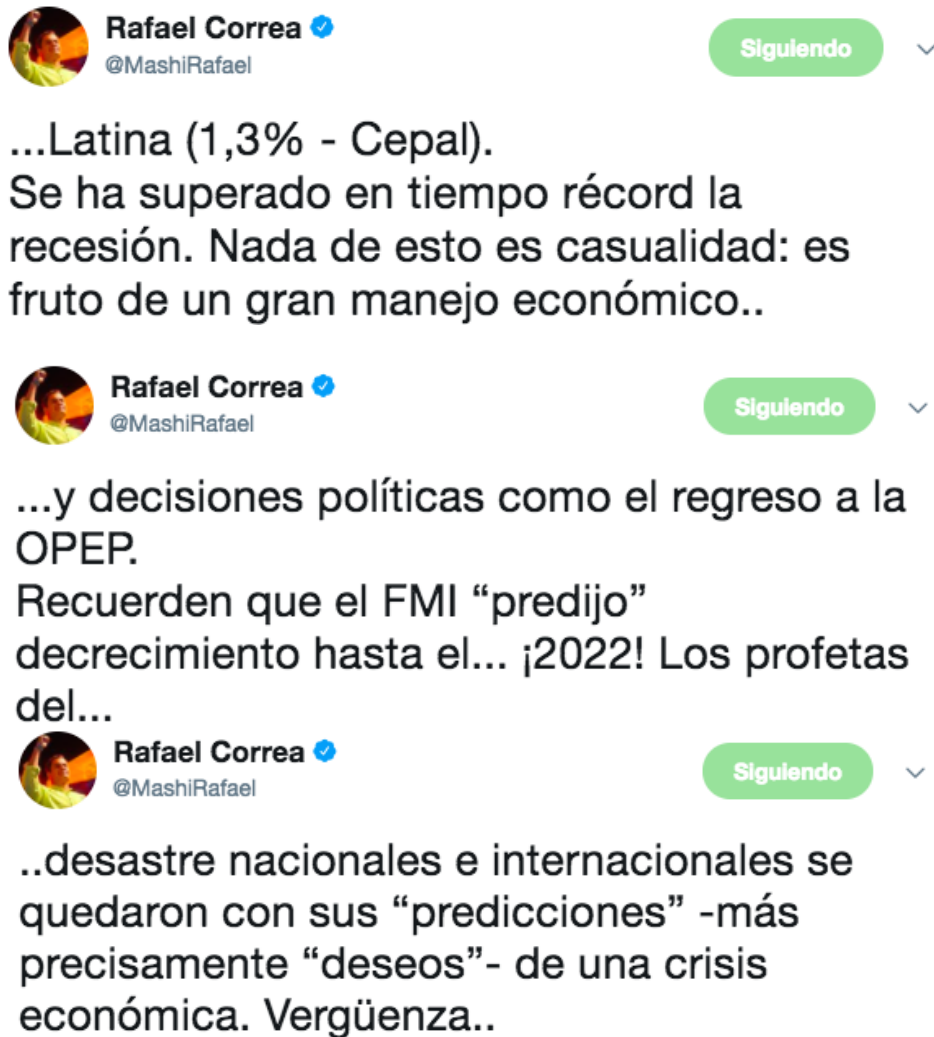 Rafael Correa
@MashiRafael
Siguiendo
...Latina (1,3% - Cepal).
Se ha superado en tiempo récord la
recesión. Nada de esto es casualidad: es
fruto de un gran manejo económico..
Rafael Correa
@MashiRafael
Siguiendo
...y decisiones políticas como el regreso a la
OPEP.
Recuerden que el FMI “predijo”
decrecimiento hasta el... ¡2022! Los profetas
del...
Rafael Correa
@MashiRafael
Siguiendo
..desastre nacionales e internacionales se
quedaron con sus “predicciones” -más
precisamente “deseos”- de una crisis
económica. Vergüenza..